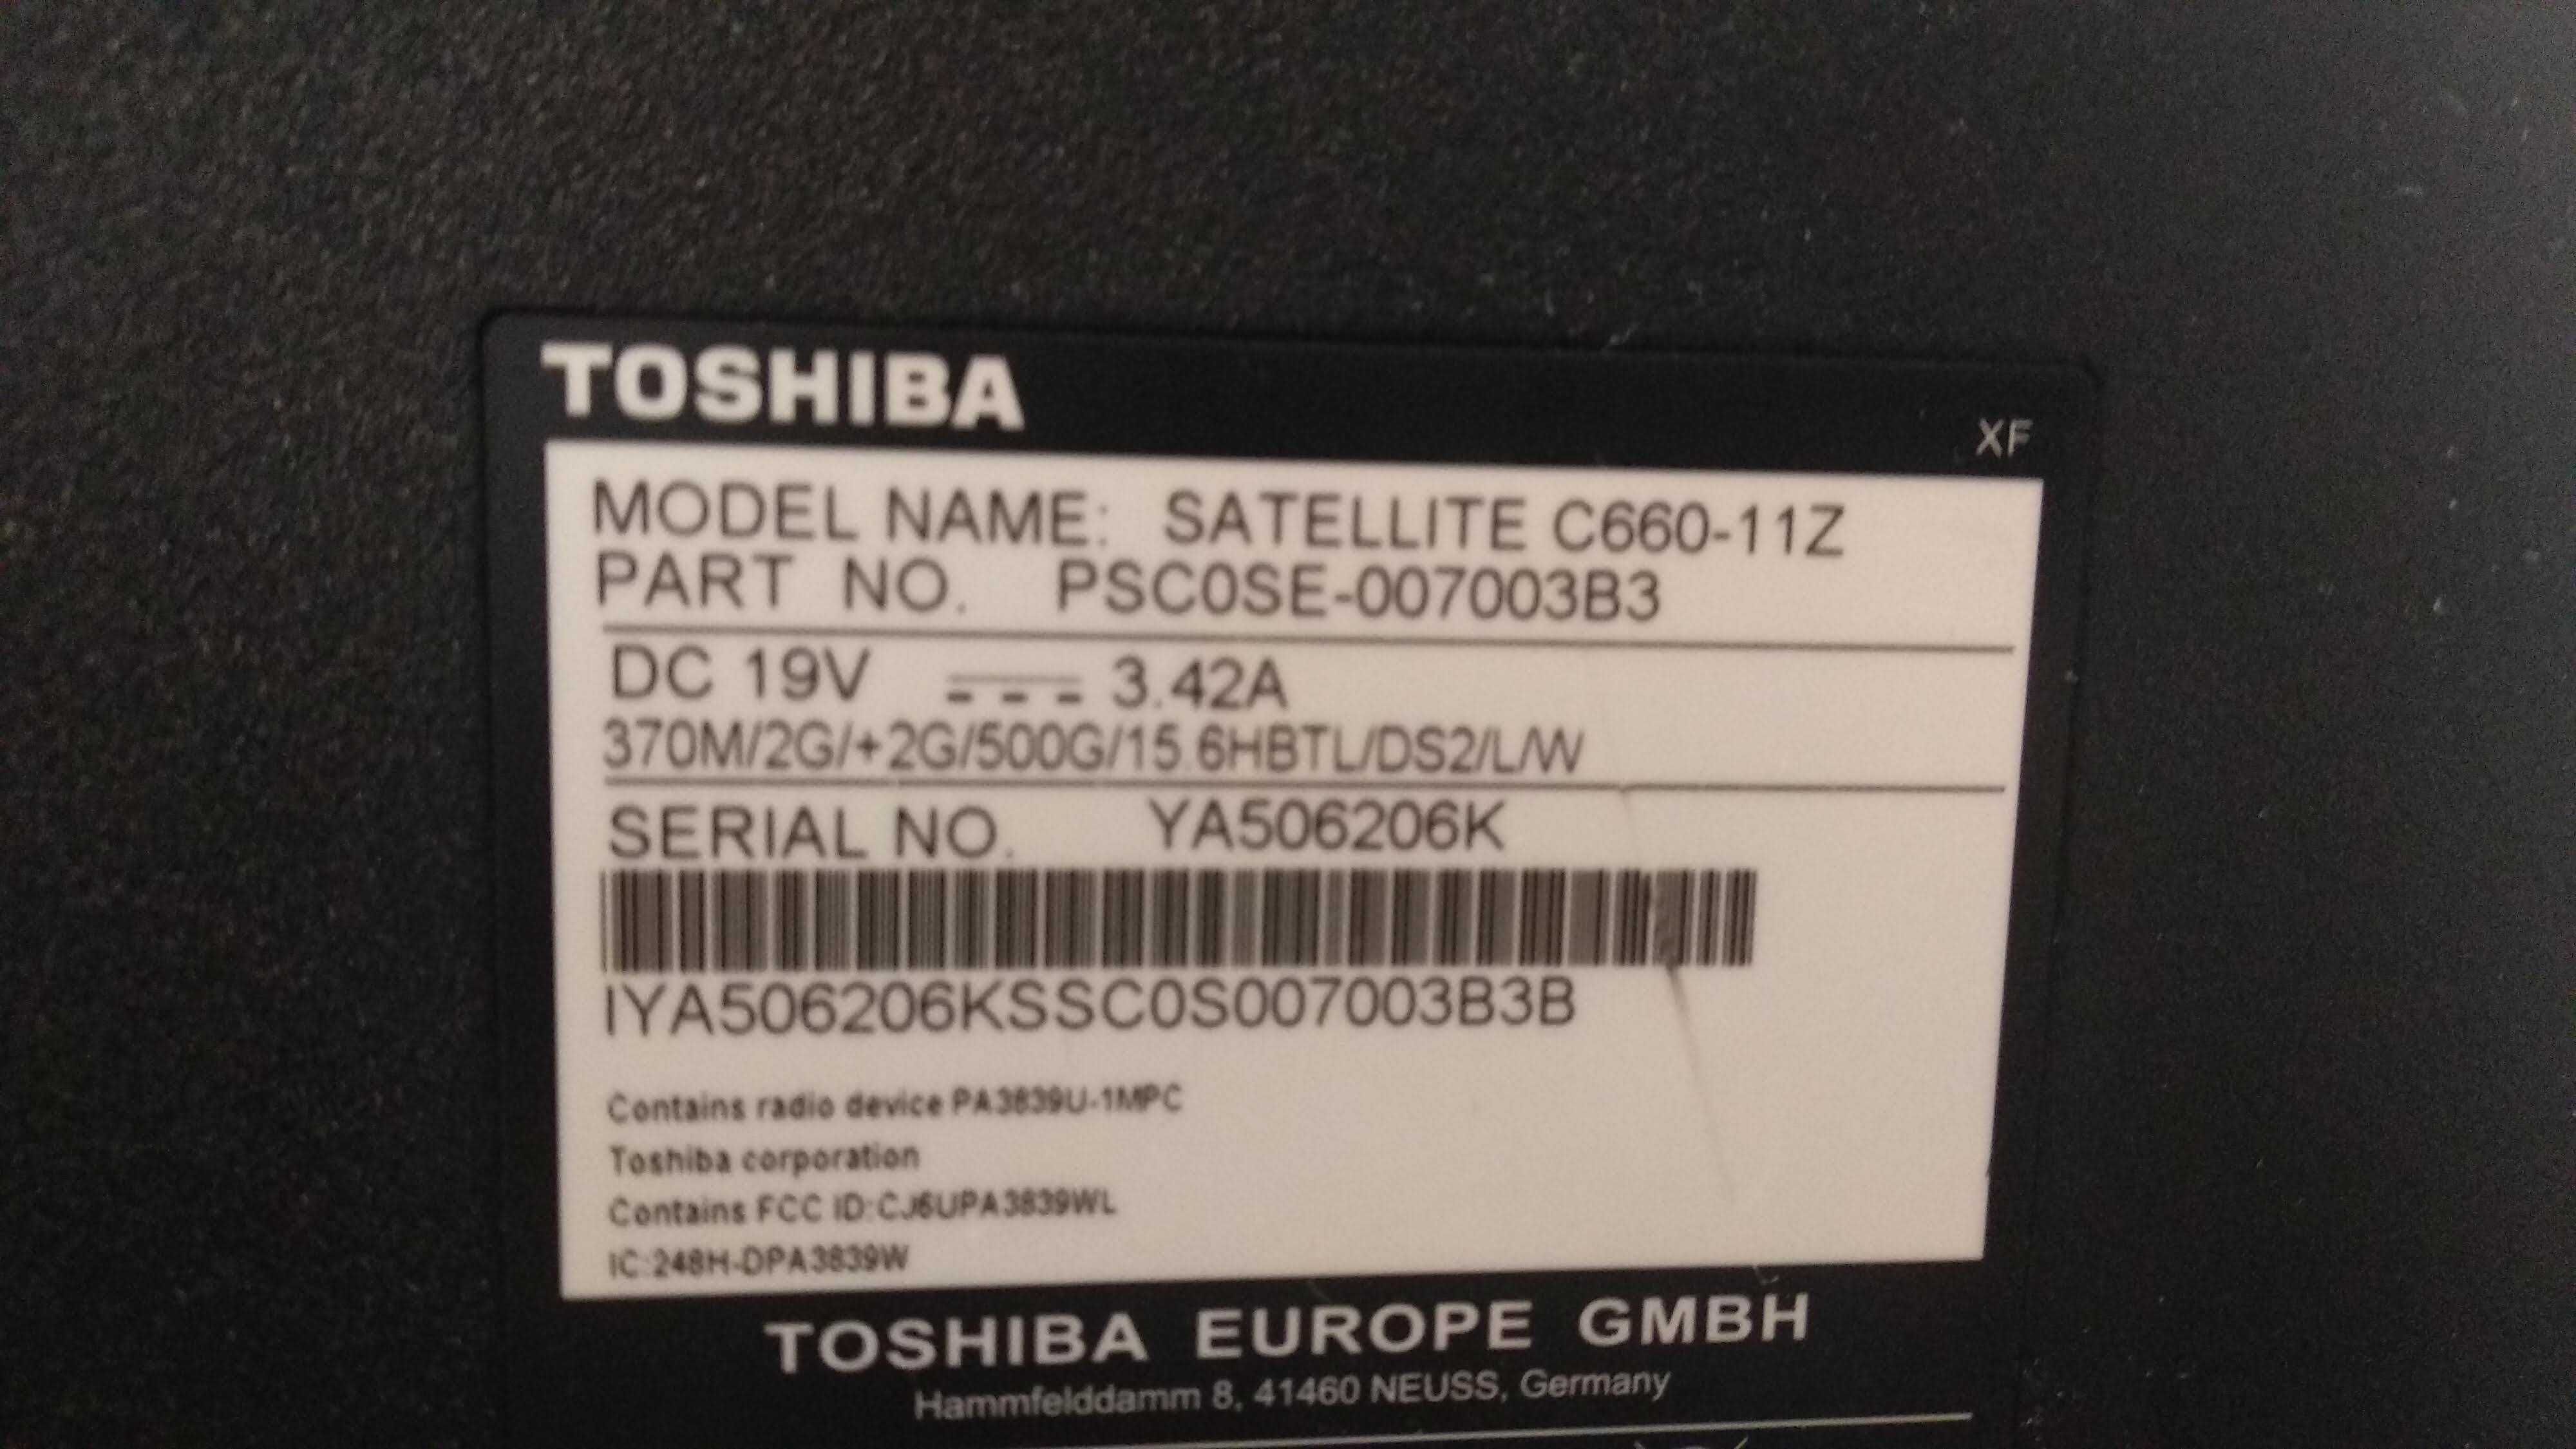 TOSHIBA
XF
MODEL NAME: SATELLITE C660-11Z
PART NO. PSC0SE-007003B3
DC 19V 3.42A
370M/2G/+2G/500G/15.6HBTL/DS2/L/W
SERIAL NO. YA506206K
IYA506206KSSC0S007003B3B
Contains radio device PA3839U-1MPC
Toshiba corporation
Contains FCC ID:CJ6UPA3839WL
IC:248H-DPA3839W
TOSHIBA EUROPE GMBH
Hammfelddamm 8, 41460 NEUSS, Germany